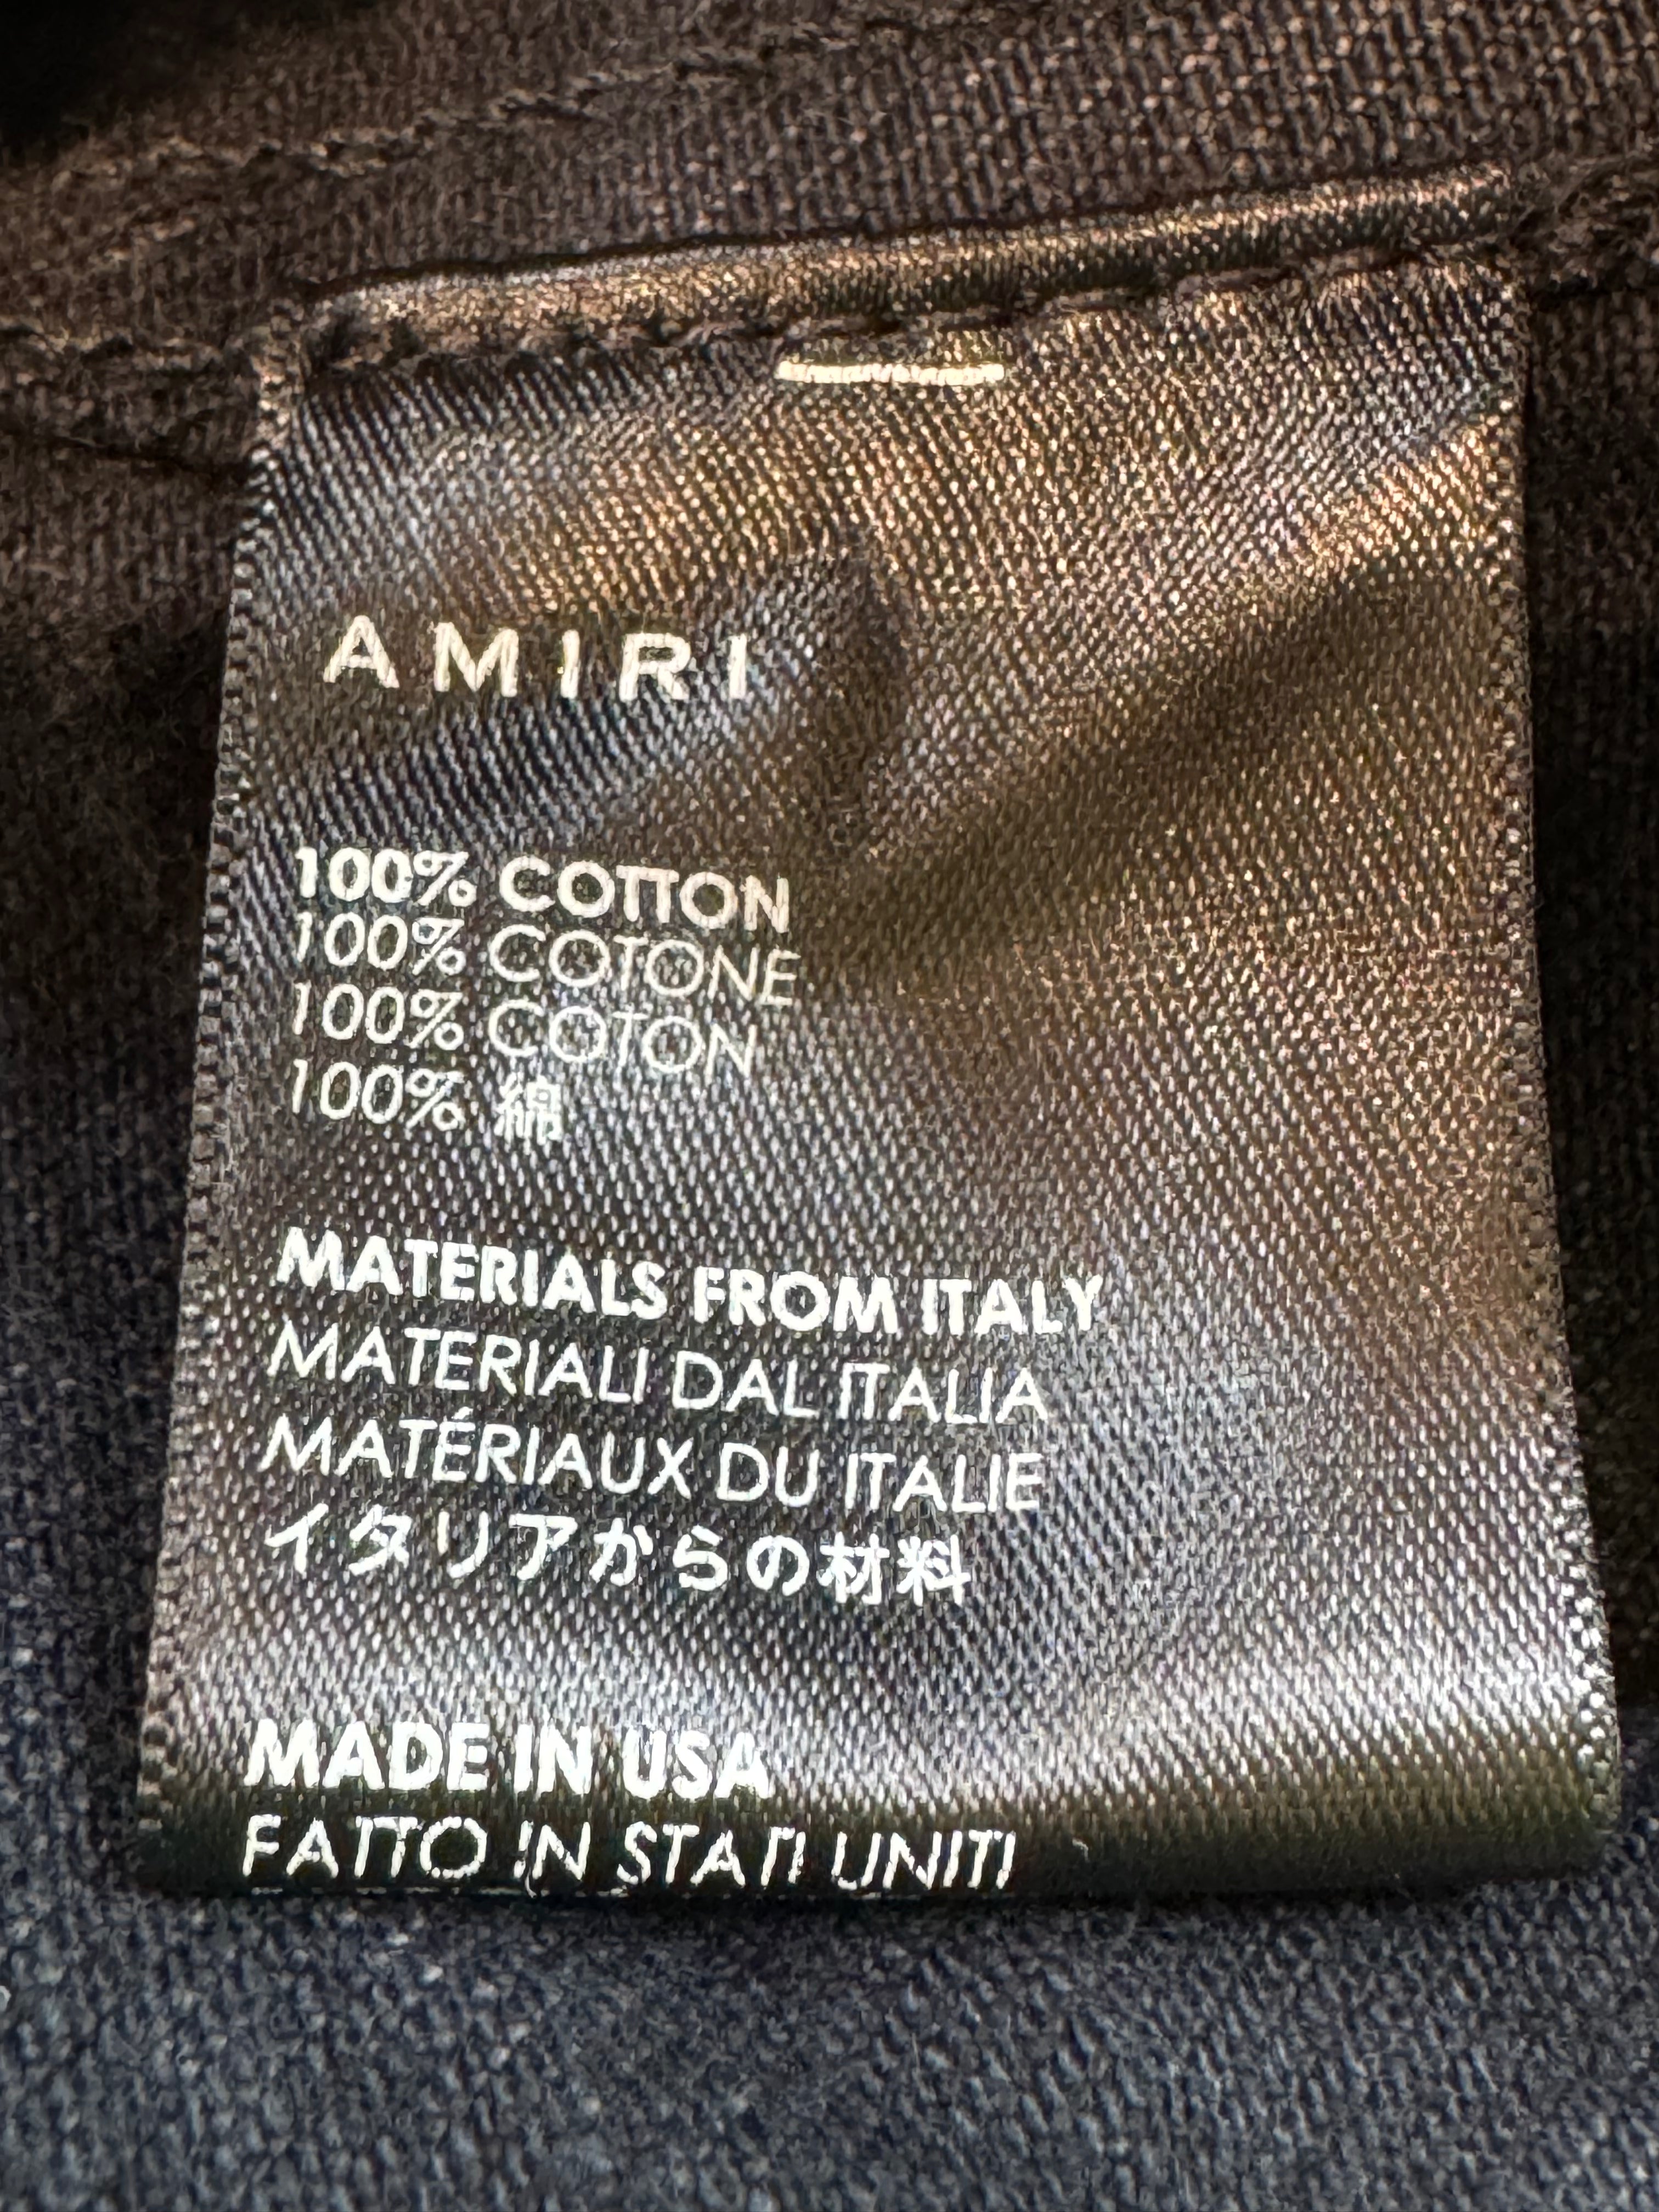 AMIRI
100% COTTON
100% COTONE
100% COTON
100% 綿
MATERIALS FROM ITALY
MATERIALI DAL ITALIA
MATÉRIAUX DU ITALIE
イタリアからの材料
MADE IN USA
FATTO IN STATI UNITI